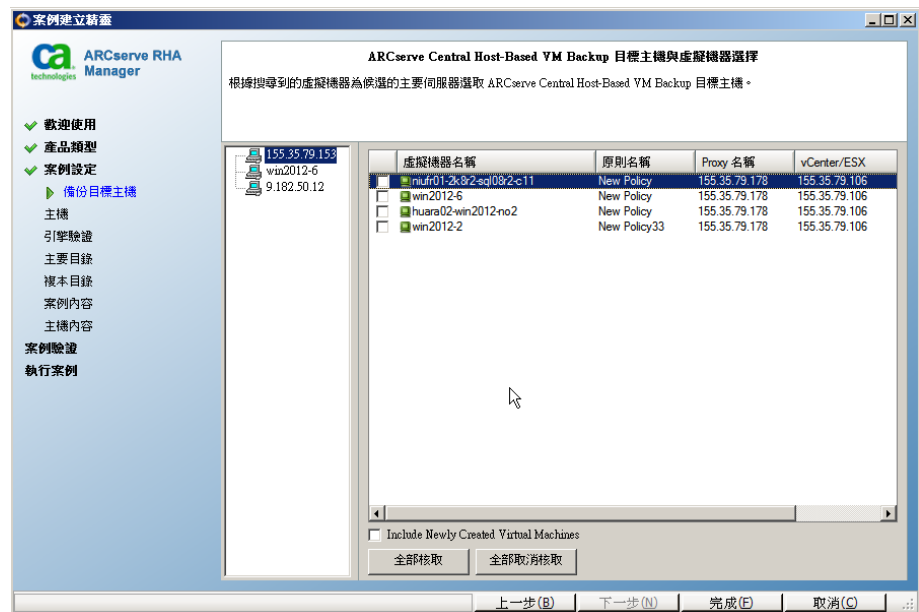 案例建立精靈
ca
technologies
ARCserve RHA
Manager
歡迎使用
產品類型
案例設定
備份目標主機
主機
引擎驗證
主要目錄
複本目錄
案例內容
主機內容
案例驗證
執行案例
ARCserve Central Host-Based VM Backup 目標主機與虛擬機器選擇
根據搜尋到的虛擬機器為候選的主要伺服器選取 ARCserve Central Host-Based VM Backup 目標主機。
155.35.79.153
win2012-6
9.182.50.12
虛擬機器名稱 原則名稱 Proxy 名稱 vCenter/ESX
niufr01-2k8r2-sql08r2-c11 New Policy 155.35.79.178 155.35.79.106
win2012-6 New Policy 155.35.79.178 155.35.79.106
huara02-win2012-no2 New Policy 155.35.79.178 155.35.79.106
win2012-2 New Policy33 155.35.79.178 155.35.79.106
Include Newly Created Virtual Machines
全部核取 全部取消核取
上一步(B) 下一步(N) 完成(F) 取消(C)